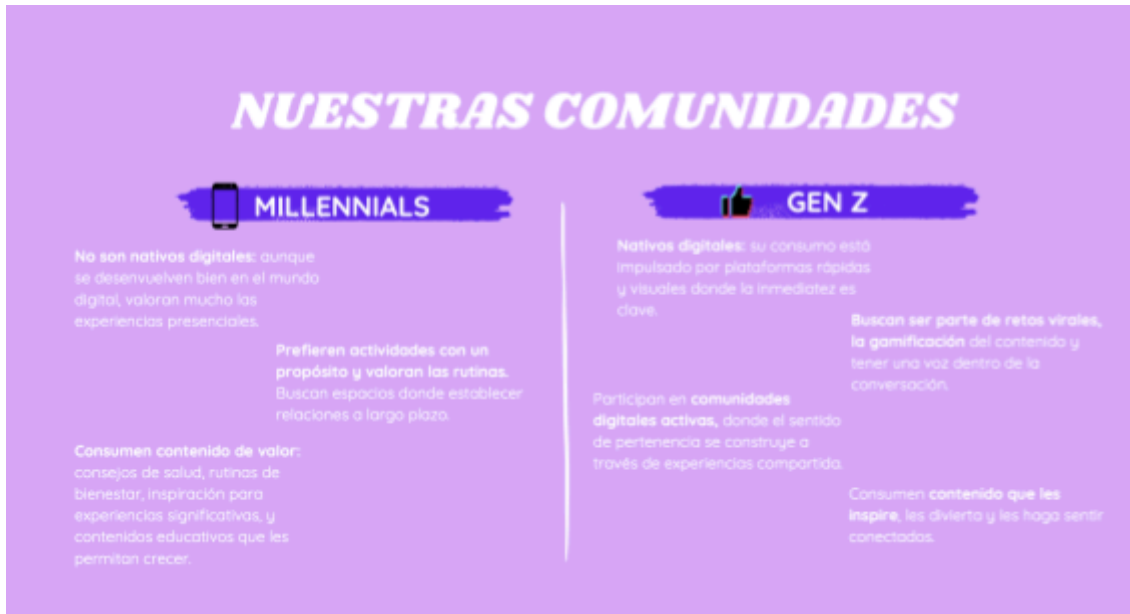 NUESTRAS COMUNIDADES
MILLENNIALS
No son nativos digitales: aunque
se desenvuelven bien en el mundo
digital, valoran mucho las
experiencias presenciales.
Prefieren actividades con un
propósito y valoran las rutinas.
Buscan espacios donde establecer
relaciones a largo plazo.
Consumen contenido de valor:
consejos de salud, rutinas de
bienestar, inspiración para
experiencias significativas, y
contenidos educativos que les
permitan crecer.
GEN Z
Nativos digitales: su consumo está
impulsado por plataformas rápidas
y visuales donde la inmediatez es
clave.
Buscan ser parte de retos virales,
la gamificación del contenido y
tener una voz dentro de la
conversación.
Participan en comunidades
digitales activas, donde el sentido
de pertenencia se construye a
través de experiencias compartida.
Consumen contenido que les
inspire, les divierta y les haga sentir
conectados.